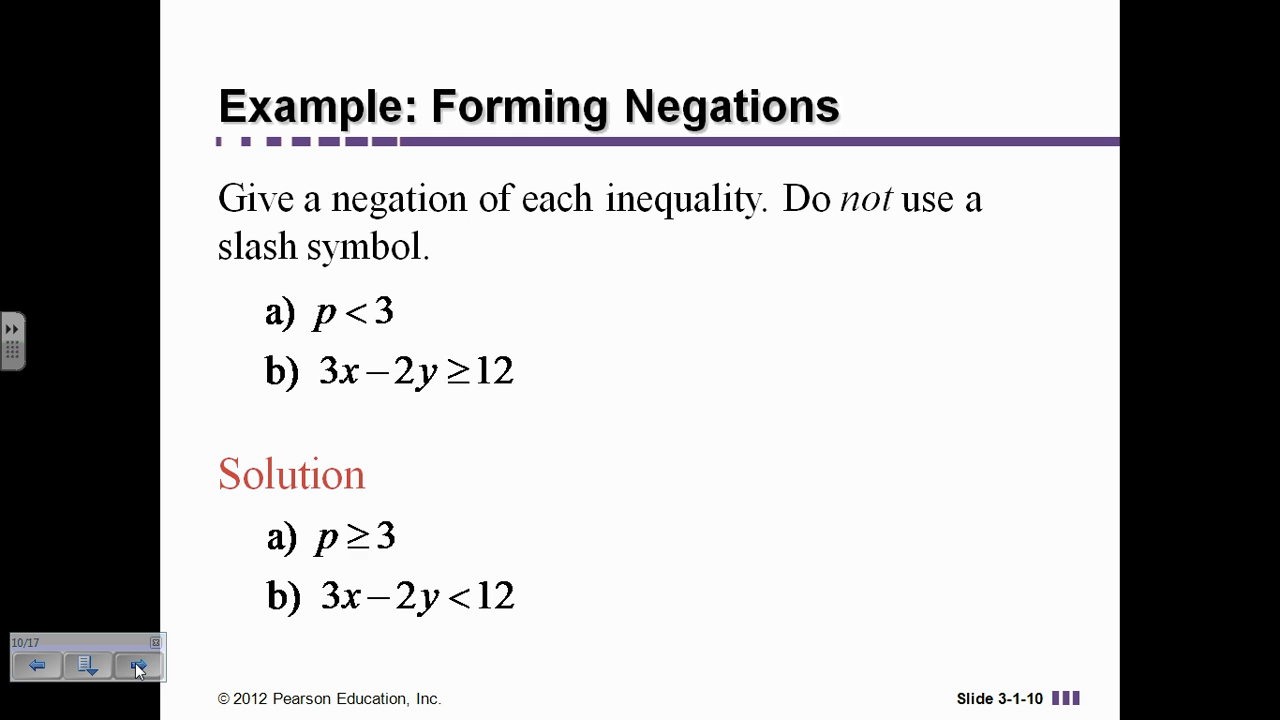 Example: Forming Negations
Give a negation of each inequality. Do not use a
slash symbol.
a) p < 3
b) 3x − 2y ≥ 12
Solution
a) p ≥ 3
b) 3x − 2y < 12
10/17
© 2012 Pearson Education, Inc.
Slide 3-1-10